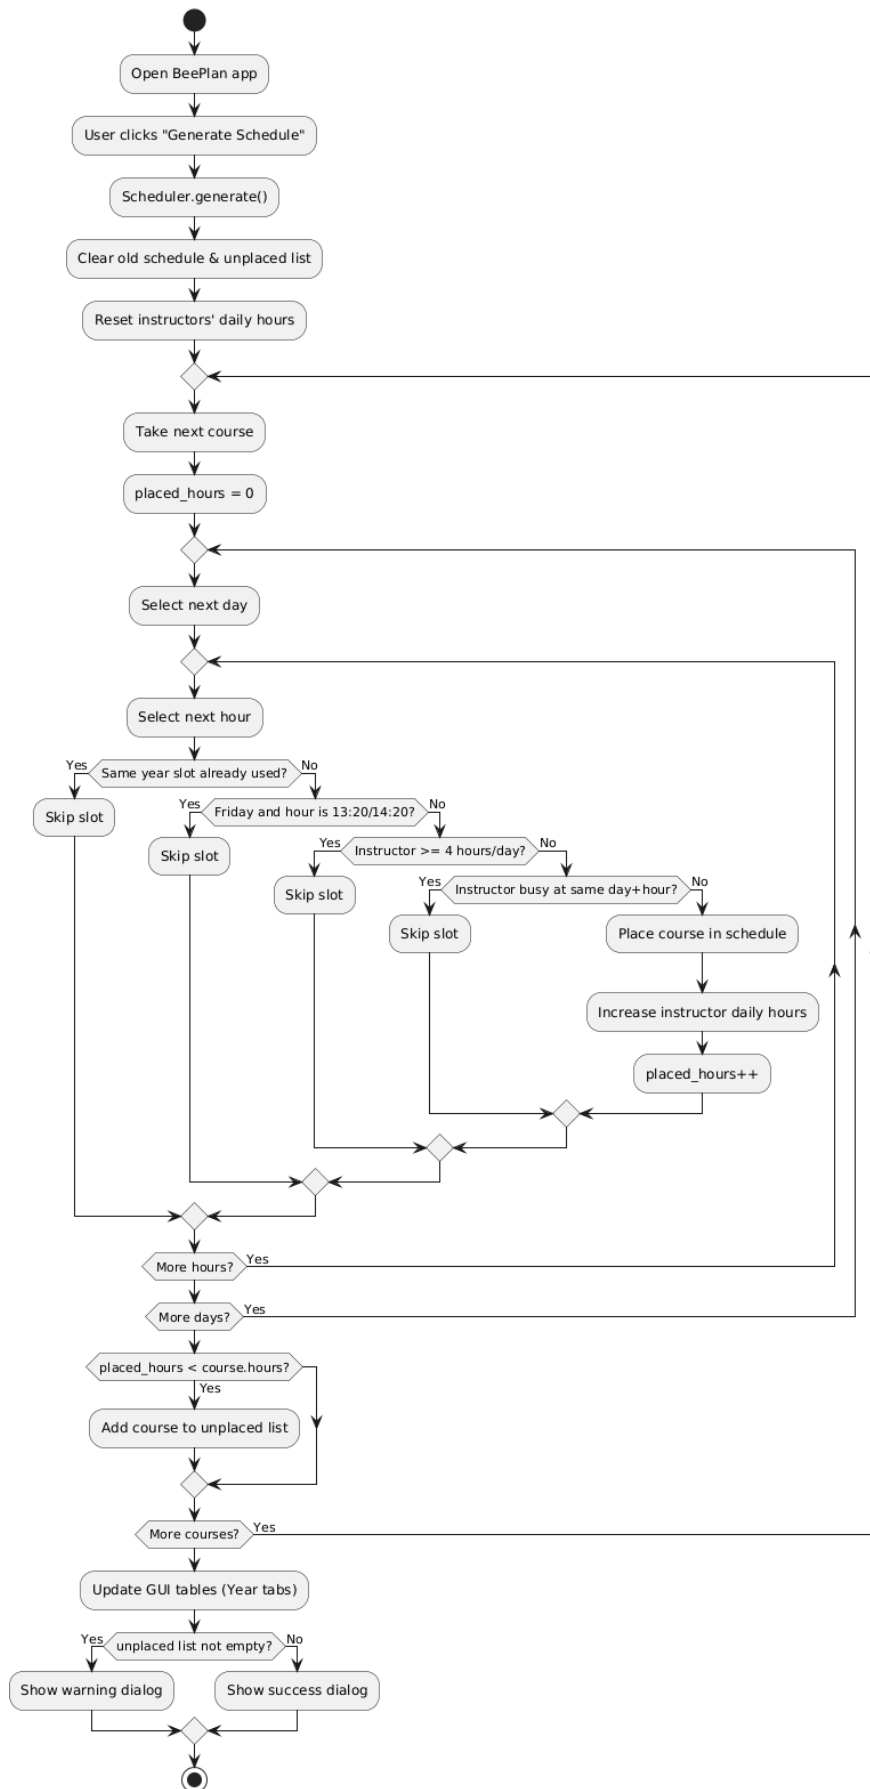 Open BeePlan app
User clicks "Generate Schedule"
Scheduler.generate()
Clear old schedule & unplaced list
Reset instructors' daily hours
Take next course
placed_hours = 0
Select next day
Select next hour
Yes
Same year slot already used?
No
Skip slot
Yes
Friday and hour is 13:20/14:20?
No
Skip slot
Yes
Instructor >= 4 hours/day?
No
Skip slot
Yes
Instructor busy at same day+hour?
No
Skip slot
Place course in schedule
Increase instructor daily hours
placed_hours++
More hours?
Yes
More days?
Yes
placed_hours < course.hours?
Yes
Add course to unplaced list
More courses?
Yes
Update GUI tables (Year tabs)
Yes
unplaced list not empty?
No
Show warning dialog
Show success dialog